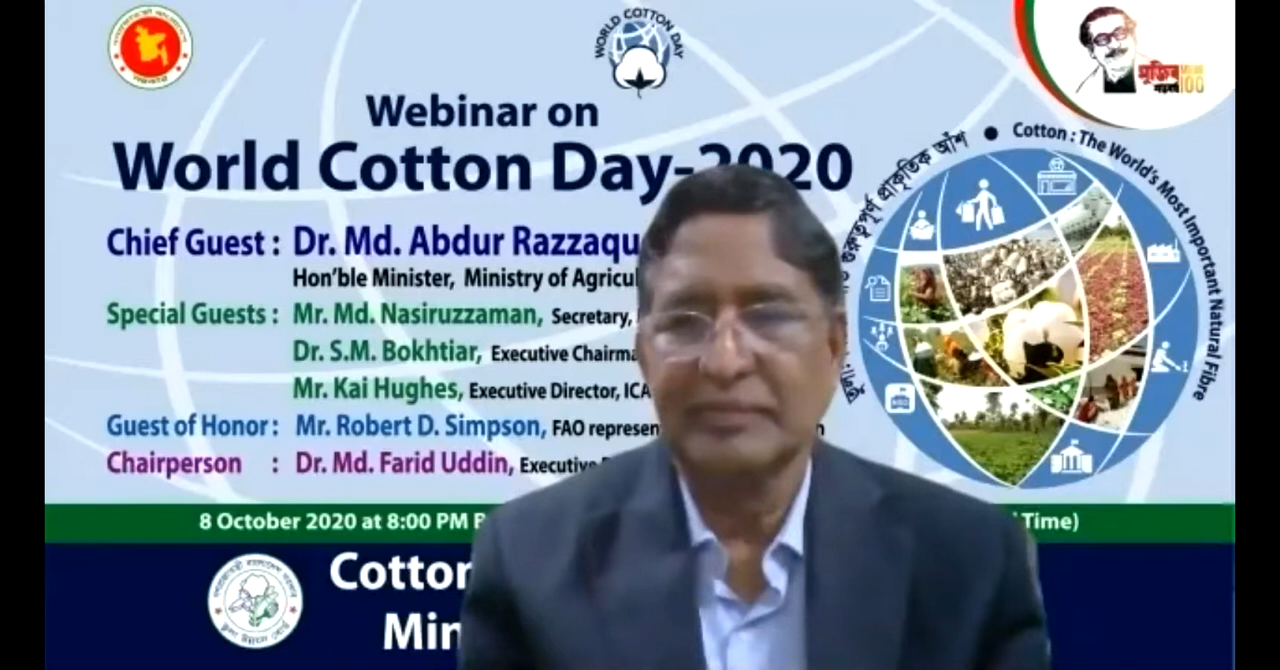 WORLD COTTON DAY
মুজিব
শতবর্ষ
100
Webinar on
World Cotton Day-2020
Chief Guest : Dr. Md. Abdur Razzaqu
Hon'ble Minister, Ministry of Agricul
Special Guests : Mr. Md. Nasiruzzaman, Secretary,
Dr. S.M. Bokhtiar, Executive Chairma
Mr. Kai Hughes, Executive Director, ICA
Guest of Honor : Mr. Robert D. Simpson, FAO represen n
Chairperson : Dr. Md. Farid Uddin, Executive
গুরুত্বপূর্ণ প্রাকৃতিক আঁশ ● Cotton : The World's Most Important Natural Fibre
8 October 2020 at 8:00 PM Time)
Cotton
Min